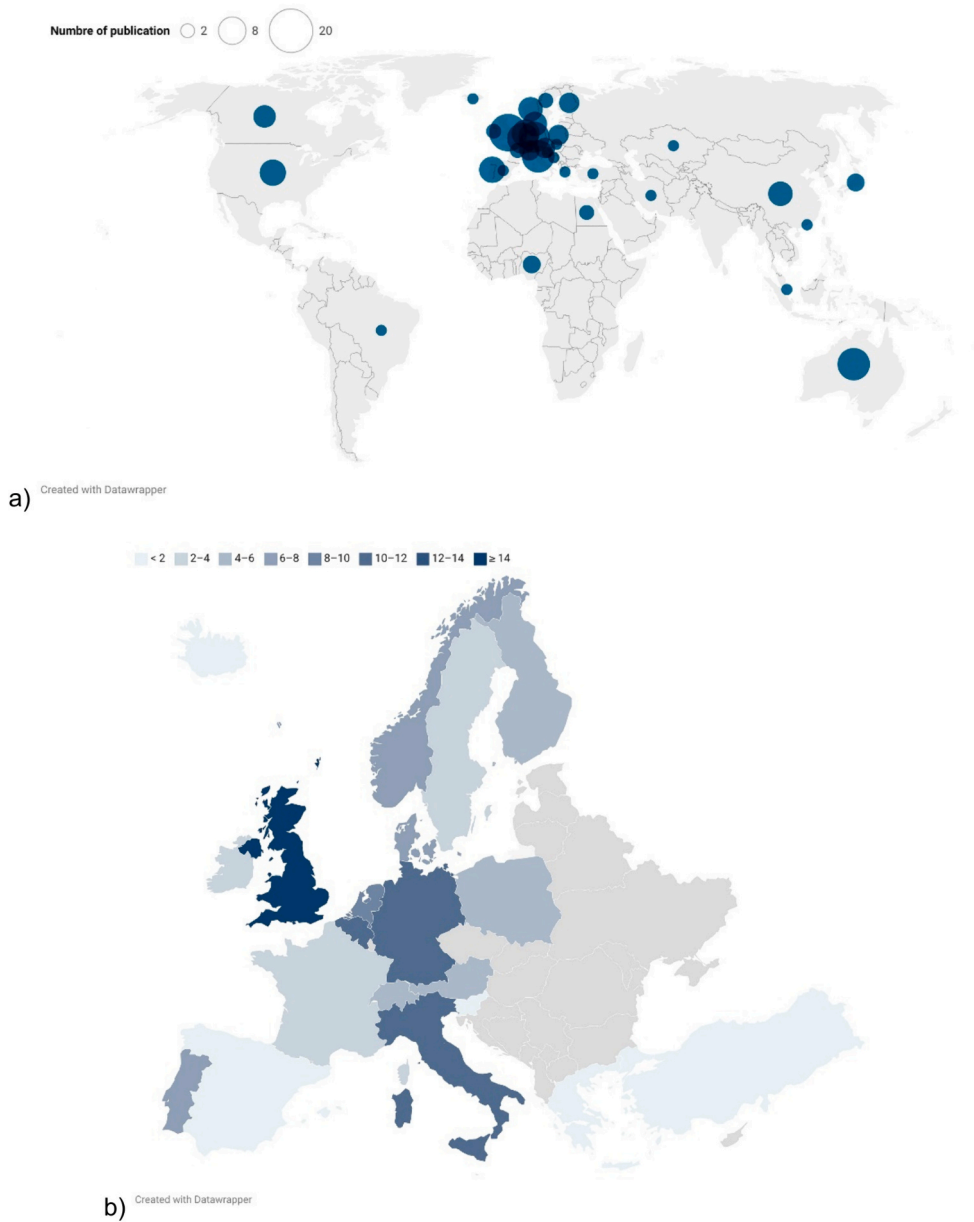 Numbre of publication 2 8 20
a) Created with Datawrapper
< 2 2–4 4–6 6–8 8–10 10–12 12–14 ≥ 14
b) Created with Datawrapper